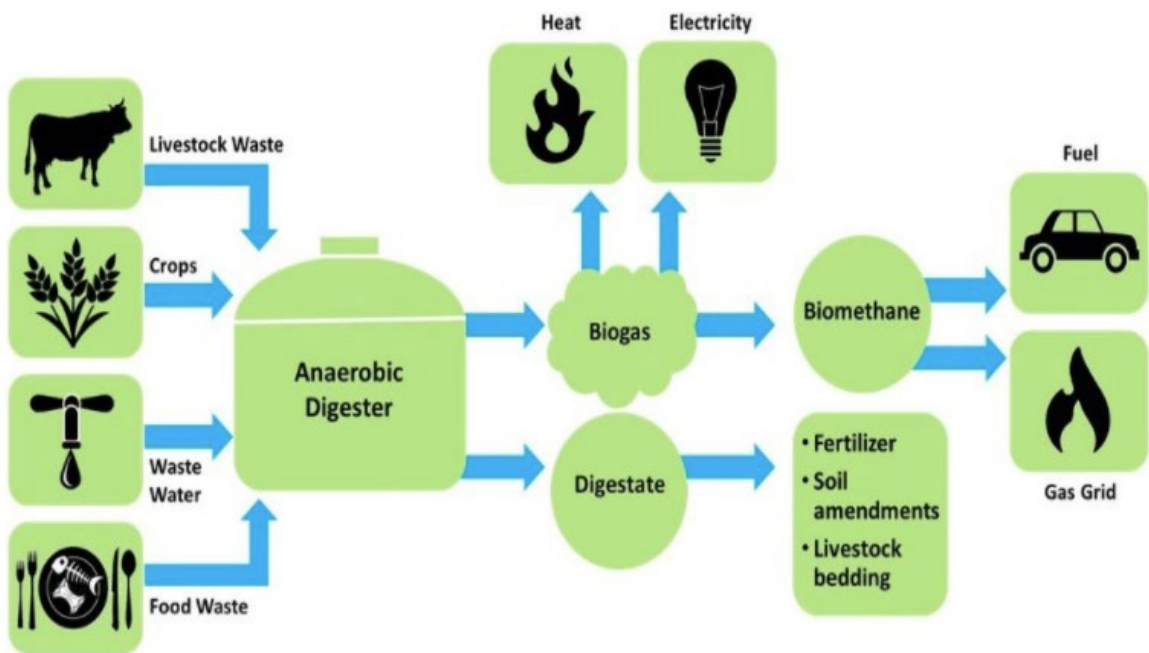 Heat
Electricity
Livestock Waste
Crops
Waste
Water
Food Waste
Anaerobic
Digester
Biogas
Digestate
Biomethane
• Fertilizer
• Soil
amendments
• Livestock
bedding
Fuel
Gas Grid